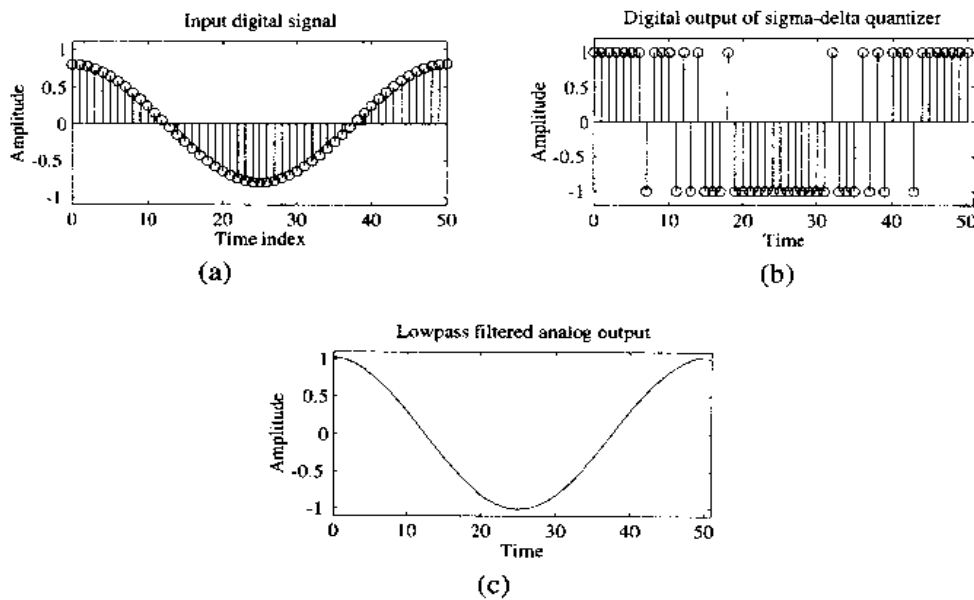 Input digital signal
Amplitude
1
0.5
0
-0.5
-1
0 10 20 30 40 50
Time index
(a)
Digital output of sigma-delta quantizer
Amplitude
1
0.5
0
-0.5
-1
0 10 20 30 40 50
Time
(b)
Lowpass filtered analog output
Amplitude
1
0.5
0
-0.5
-1
0 10 20 30 40 50
Time
(c)